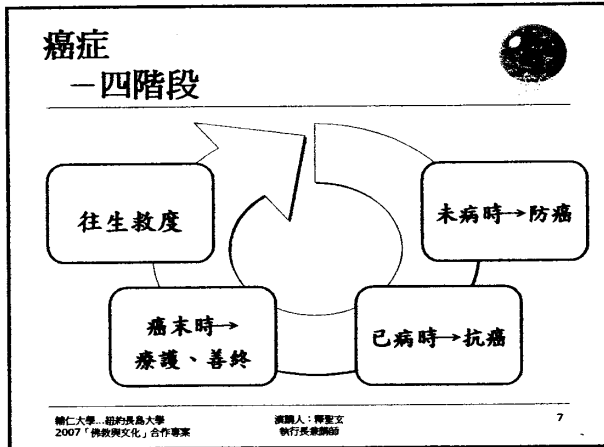 癌症
－四階段
未病時→防癌
已病時→抗癌
癌末時→
療護、善終
往生救度
輔仁大學...紐約長島大學
2007「佛教與文化」合作專案
演講人：釋聖玄
執行長兼講師
7